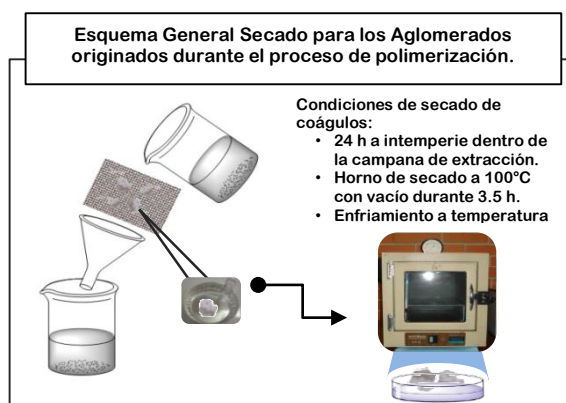 Esquema General Secado para los Aglomerados
originados durante el proceso de polimerización.
Condiciones de secado de
coágulos:
• 24 h a intemperie dentro de
la campana de extracción.
• Horno de secado a 100°C
con vacío durante 3.5 h.
• Enfriamiento a temperatura